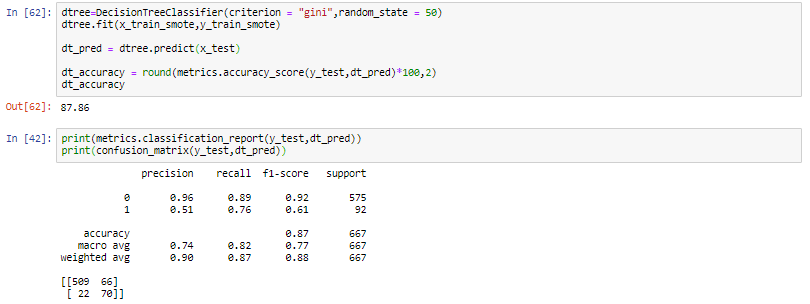 In [62]: dtree=DecisionTreeClassifier(criterion = "gini",random_state = 50)
dtree.fit(x_train_smote,y_train_smote)
dt_pred = dtree.predict(x_test)
dt_accuracy = round(metrics.accuracy_score(y_test,dt_pred)*100,2)
dt_accuracy
Out[62]: 87.86
In [42]: print(metrics.classification_report(y_test,dt_pred))
print(confusion_matrix(y_test,dt_pred))
precision recall f1-score support
0 0.96 0.89 0.92 575
1 0.51 0.76 0.61 92
accuracy 0.87 667
macro avg 0.74 0.82 0.77 667
weighted avg 0.90 0.87 0.88 667
[[509 66]
[ 22 70]]